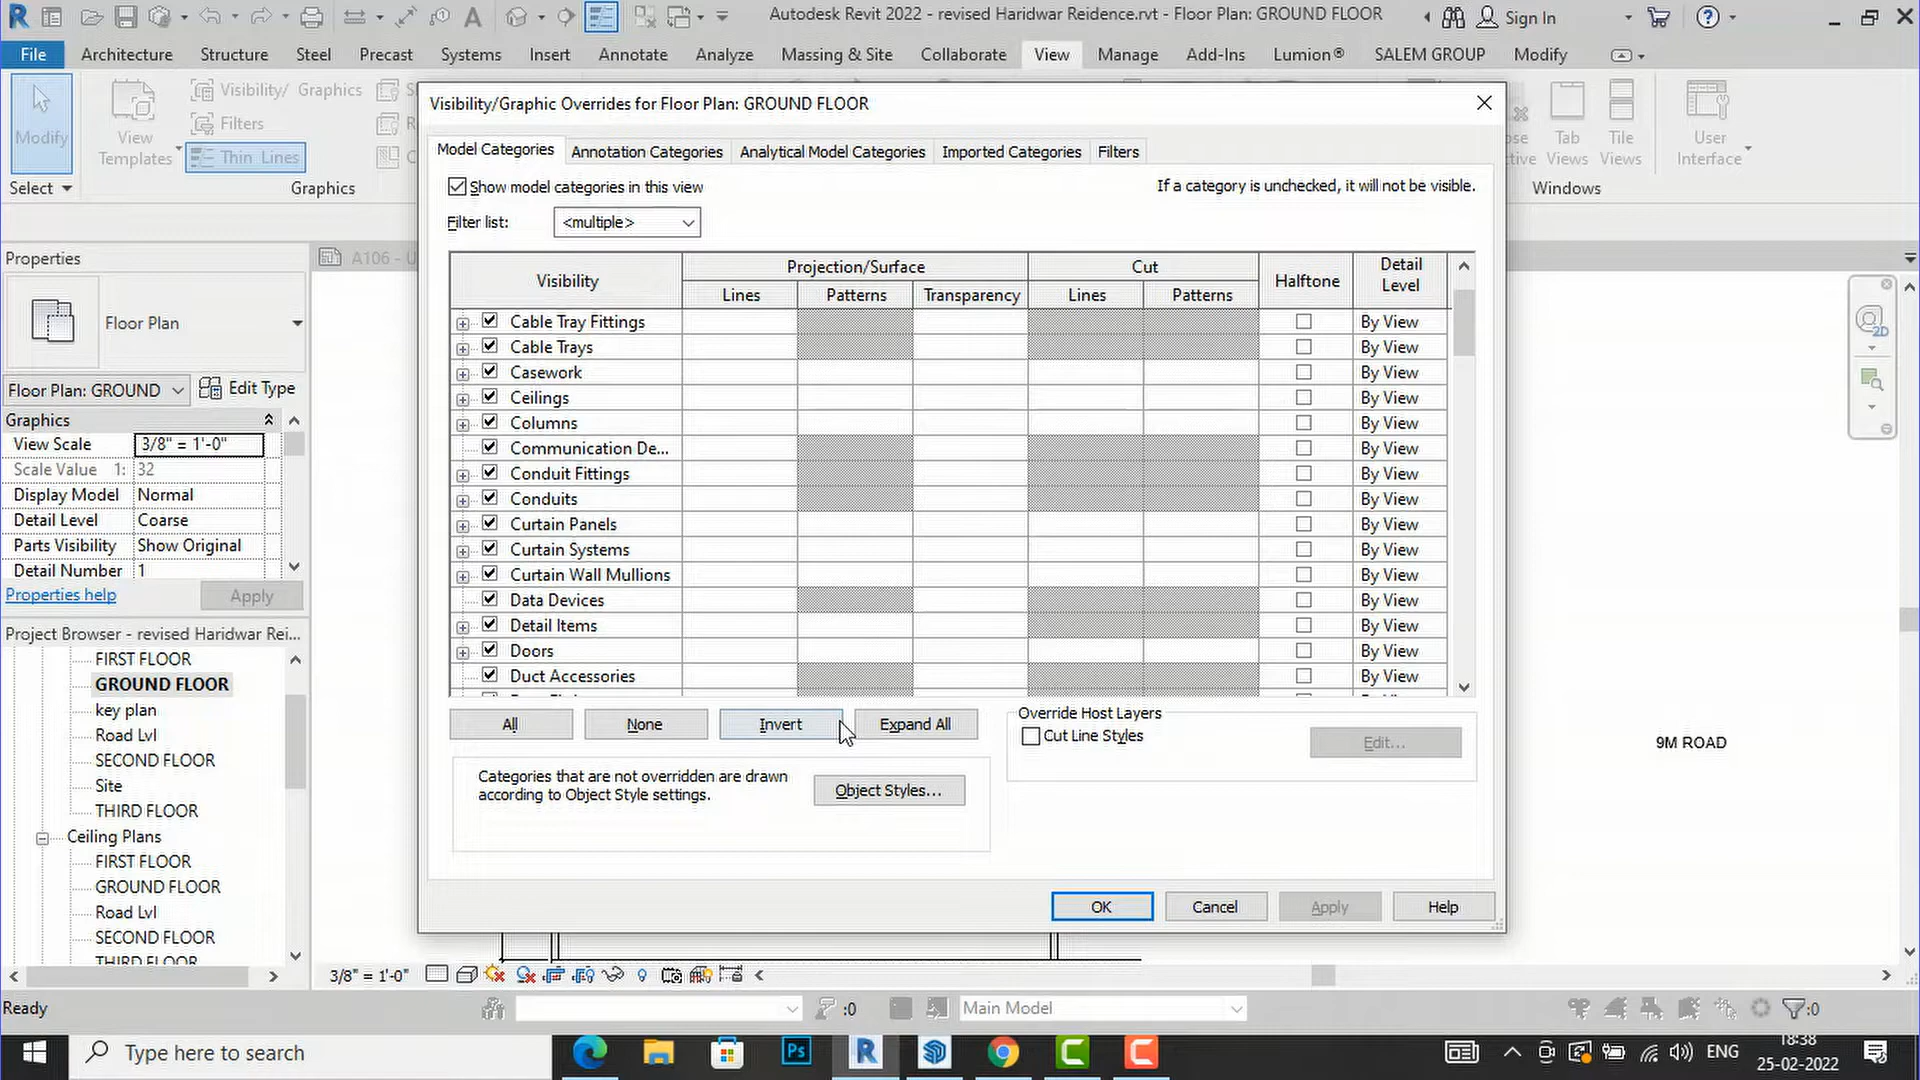 Autodesk Revit 2022 - revised Haridwar Reidence.rvt - Floor Plan: GROUND FLOOR
Sign In
File Architecture Structure Steel Precast Systems Insert Annotate Analyze Massing & Site Collaborate View Manage Add-Ins Lumion® SALEM GROUP Modify
Modify
View Templates
Visibility/ Graphics
Filters
Thin Lines
Tab Views
Tile Views
User Interface
Select
Graphics
Windows
Visibility/Graphic Overrides for Floor Plan: GROUND FLOOR
Model Categories Annotation Categories Analytical Model Categories Imported Categories Filters
Show model categories in this view
If a category is unchecked, it will not be visible.
Filter list: <multiple>
Visibility Projection/Surface Cut Halftone Detail Level
Lines Patterns Transparency Lines Patterns
Cable Tray Fittings By View
Cable Trays By View
Casework By View
Ceilings By View
Columns By View
Communication De... By View
Conduit Fittings By View
Conduits By View
Curtain Panels By View
Curtain Systems By View
Curtain Wall Mullions By View
Data Devices By View
Detail Items By View
Doors By View
Duct Accessories By View
All None Invert Expand All
Override Host Layers
Cut Line Styles
Edit...
Categories that are not overridden are drawn
according to Object Style settings.
Object Styles...
OK Cancel Apply Help
Properties
A106 - U
Floor Plan
Floor Plan: GROUND
Edit Type
Graphics
View Scale 3/8" = 1'-0"
Scale Value 1: 32
Display Model Normal
Detail Level Coarse
Parts Visibility Show Original
Detail Number 1
Properties help
Apply
Project Browser - revised Haridwar Rei...
FIRST FLOOR
GROUND FLOOR
key plan
Road Lvl
SECOND FLOOR
Site
THIRD FLOOR
Ceiling Plans
FIRST FLOOR
GROUND FLOOR
Road Lvl
SECOND FLOOR
THIRD FLOOR
2D
9M ROAD
3/8" = 1'-0"
Ready
:0
Main Model
:0
Type here to search
Ps
R
C
C
ENG
18:38
25-02-2022